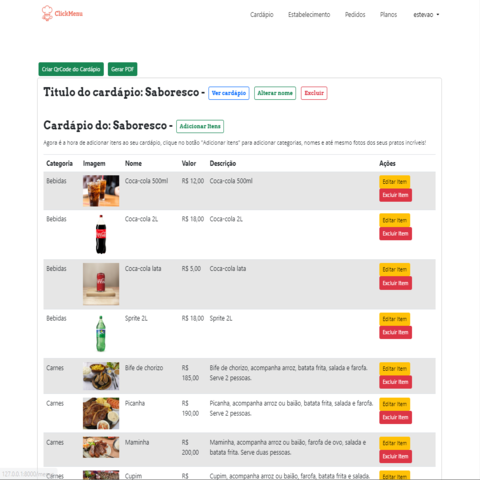 ClickMenu
Cardápio Estabelecimento Pedidos Planos estevao
Criar QrCode do Cardápio Gerar PDF
Titulo do cardápio: Saboresco - Ver cardápio Alterar nome Excluir
Cardápio do: Saboresco - Adicionar Itens
Agora é a hora de adicionar itens ao seu cardápio, clique no botão "Adicionar Itens" para adicionar categorias, nomes e até mesmo fotos dos seus pratos incríveis!
Categoria Imagem Nome Valor Descrição Ações
Bebidas Coca-cola 500ml R$ 12,00 Coca-cola 500ml Editar Item
Excluir Item
Bebidas Coca-cola 2L R$ 18,00 Coca-cola 2L Editar Item
Excluir Item
Bebidas Coca-cola lata R$ 5,00 Coca-cola lata Editar Item
Excluir Item
Bebidas Sprite 2L R$ 18,00 Sprite 2L Editar Item
Excluir Item
Carnes Bife de chorizo R$ Bife de chorizo, acompanha arroz, batata frita, salada e farofa. Editar Item
185,00 Serve 2 pessoas. Excluir Item
Carnes Picanha R$ Picanha, acompanha arroz ou baião, batata frita, salada e farofa. Editar Item
190,00 Serve 2 pessoas. Excluir Item
Carnes Maminha R$ Maminha, acompanha arroz ou baião, farofa de ovo, salada e Editar Item
200,00 batata frita. Serve duas pessoas. Excluir Item
Carnes Cupim R$ Cupim, acompanha arroz ou baião, farofa, batata frita e salada. Editar Item